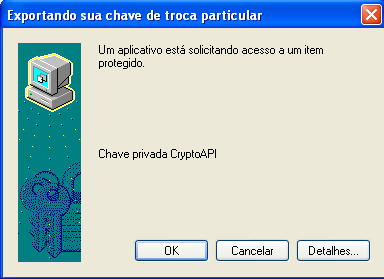 Exportando sua chave de troca particular
Um aplicativo está solicitando acesso a um item
protegido.
Chave privada CryptoAPI
OK
Cancelar
Detalhes...